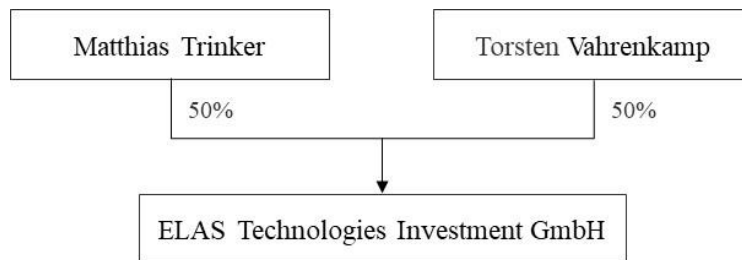 Matthias Trinker
Torsten Vahrenkamp
50%
50%
ELAS Technologies Investment GmbH